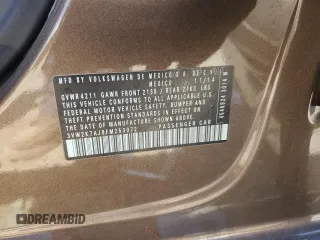 MFD BY VOLKSWAGEN DE MEXICO S.A. DE C.V.
MEXICO 11/14
GVWR 4211 GAWR FRONT 2138 / REAR 2183 LBS.
THIS VEHICLE CONFORMS TO ALL APPLICABLE
FEDERAL MOTOR VEHICLE SAFETY, BUMPER, AND
THEFT PREVENTION STANDARDS IN EFFECT ON THE
DATE OF MANUFACTURE SHOWN ABOVE.
PASSENGER CAR
DREAMBID